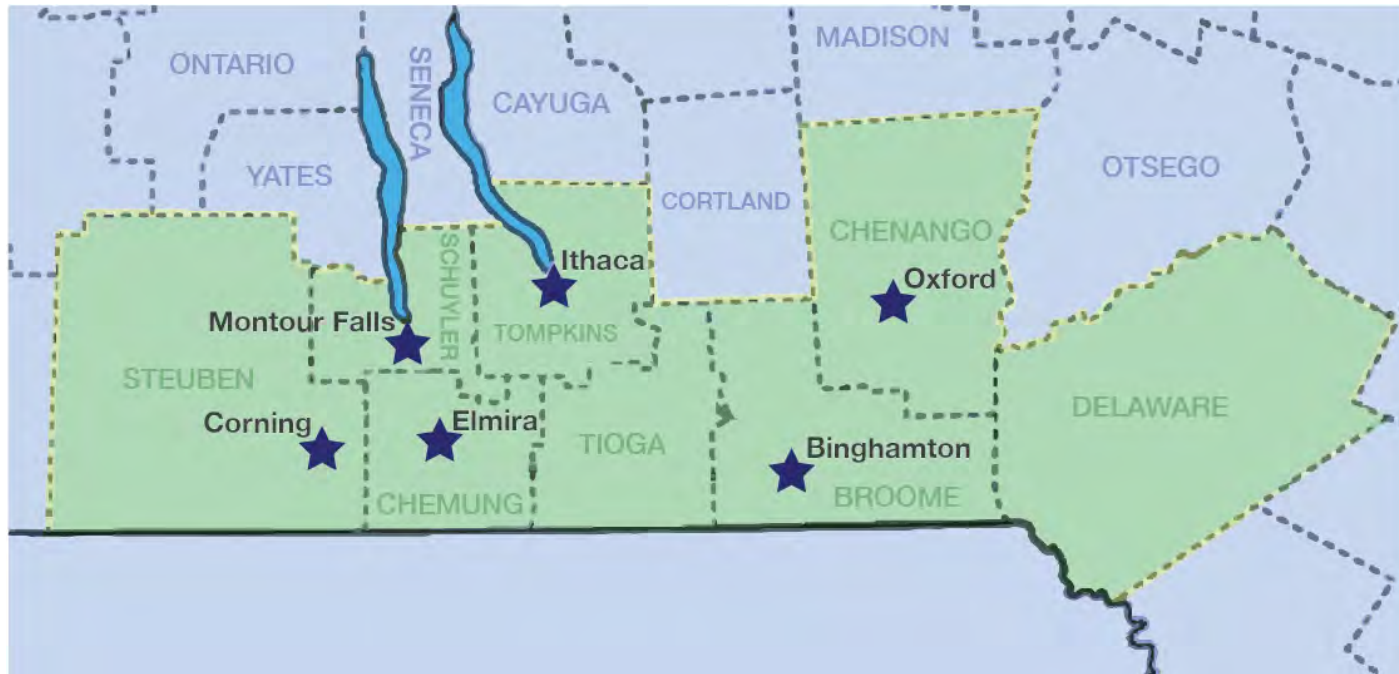 MADISON
ONTARIO
SENECA
CAYUGA
YATES
OTSEGO
CORTLAND
CHENANGO
SCHUYLER
Ithaca
Oxford
Montour Falls
TOMPKINS
STEUBEN
DELAWARE
Corning
Elmira
TIOGA
Binghamton
CHEMUNG
BROOME